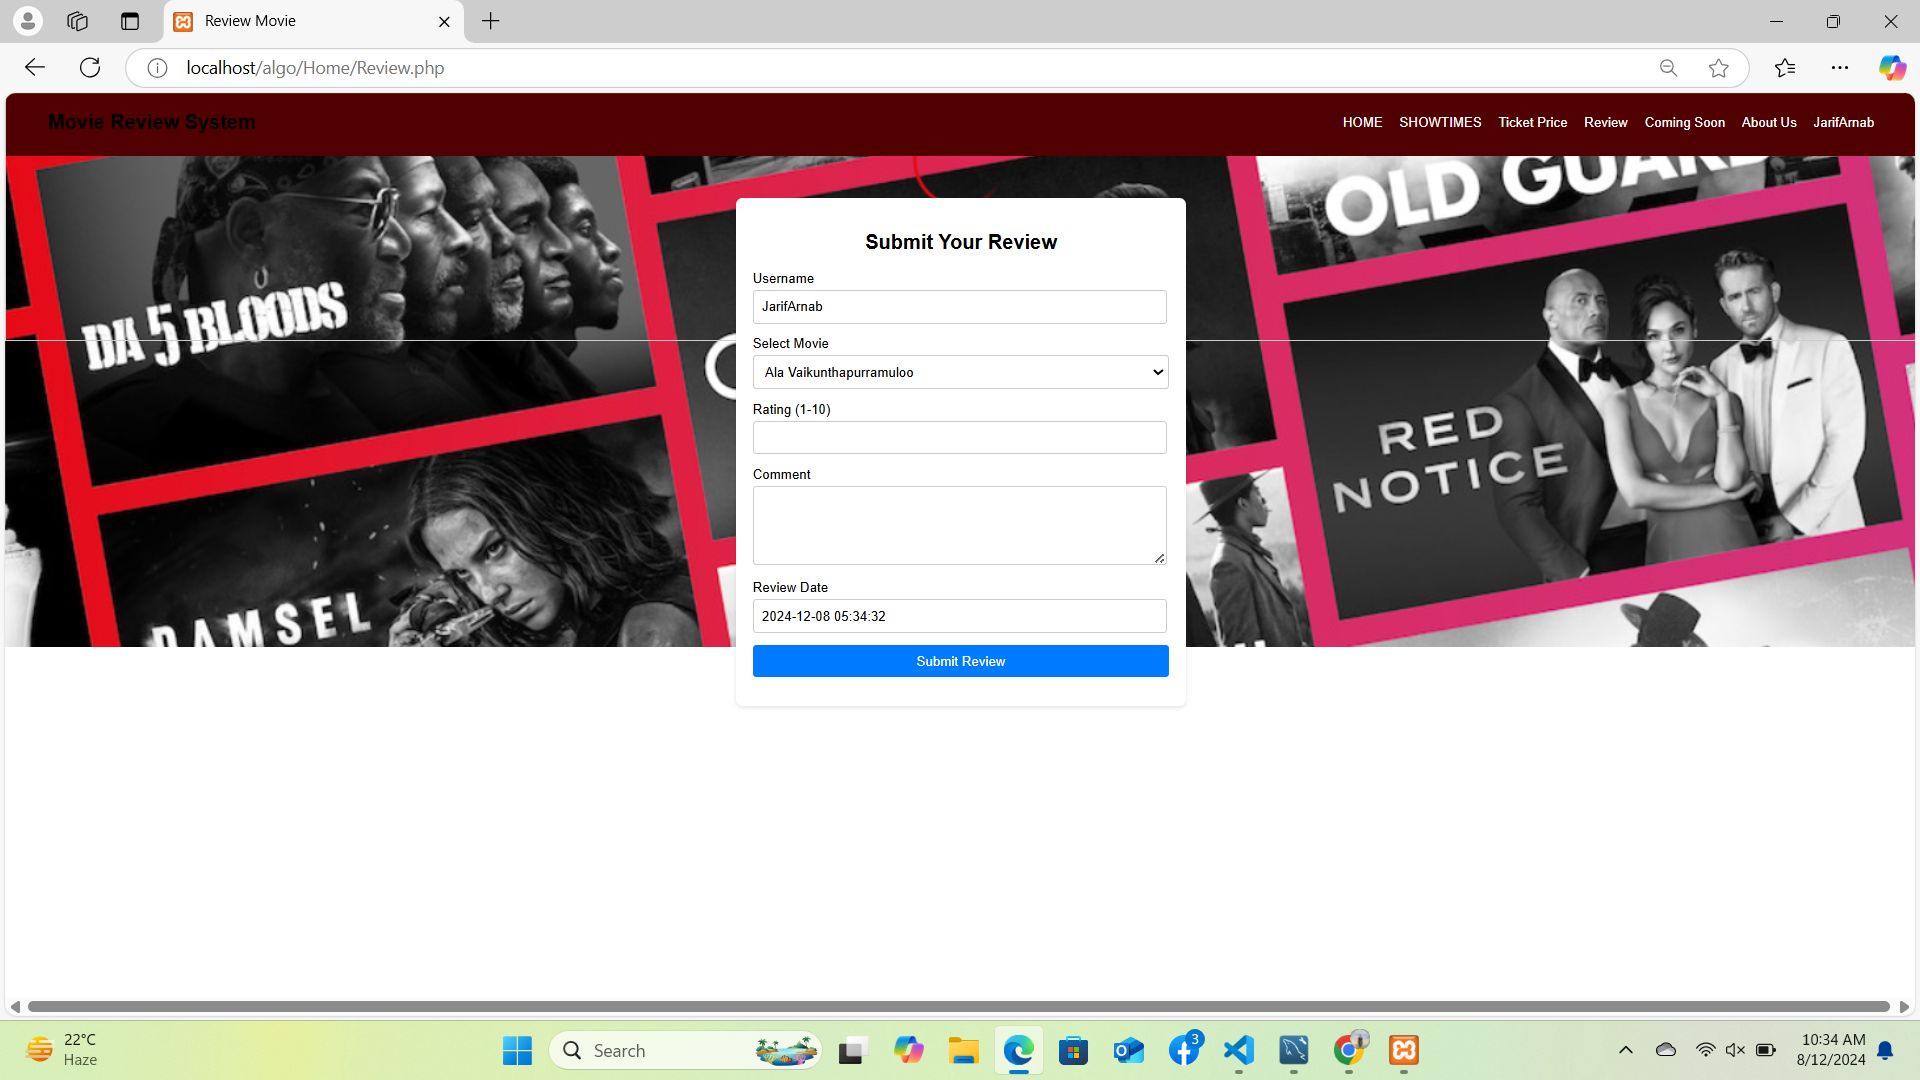 Review Movie
localhost/algo/Home/Review.php
Movie Review System
HOME SHOWTIMES Ticket Price Review Coming Soon About Us JarifArnab
OLD GUARD
DA 5 BLOODS
RED
NOTICE
DAMSEL
Submit Your Review
Username
JarifArnab
Select Movie
Ala Vaikunthapurramuloo
Rating (1-10)
Comment
Review Date
2024-12-08 05:34:32
Submit Review
22°C
Haze
Search
3
10:34 AM
8/12/2024